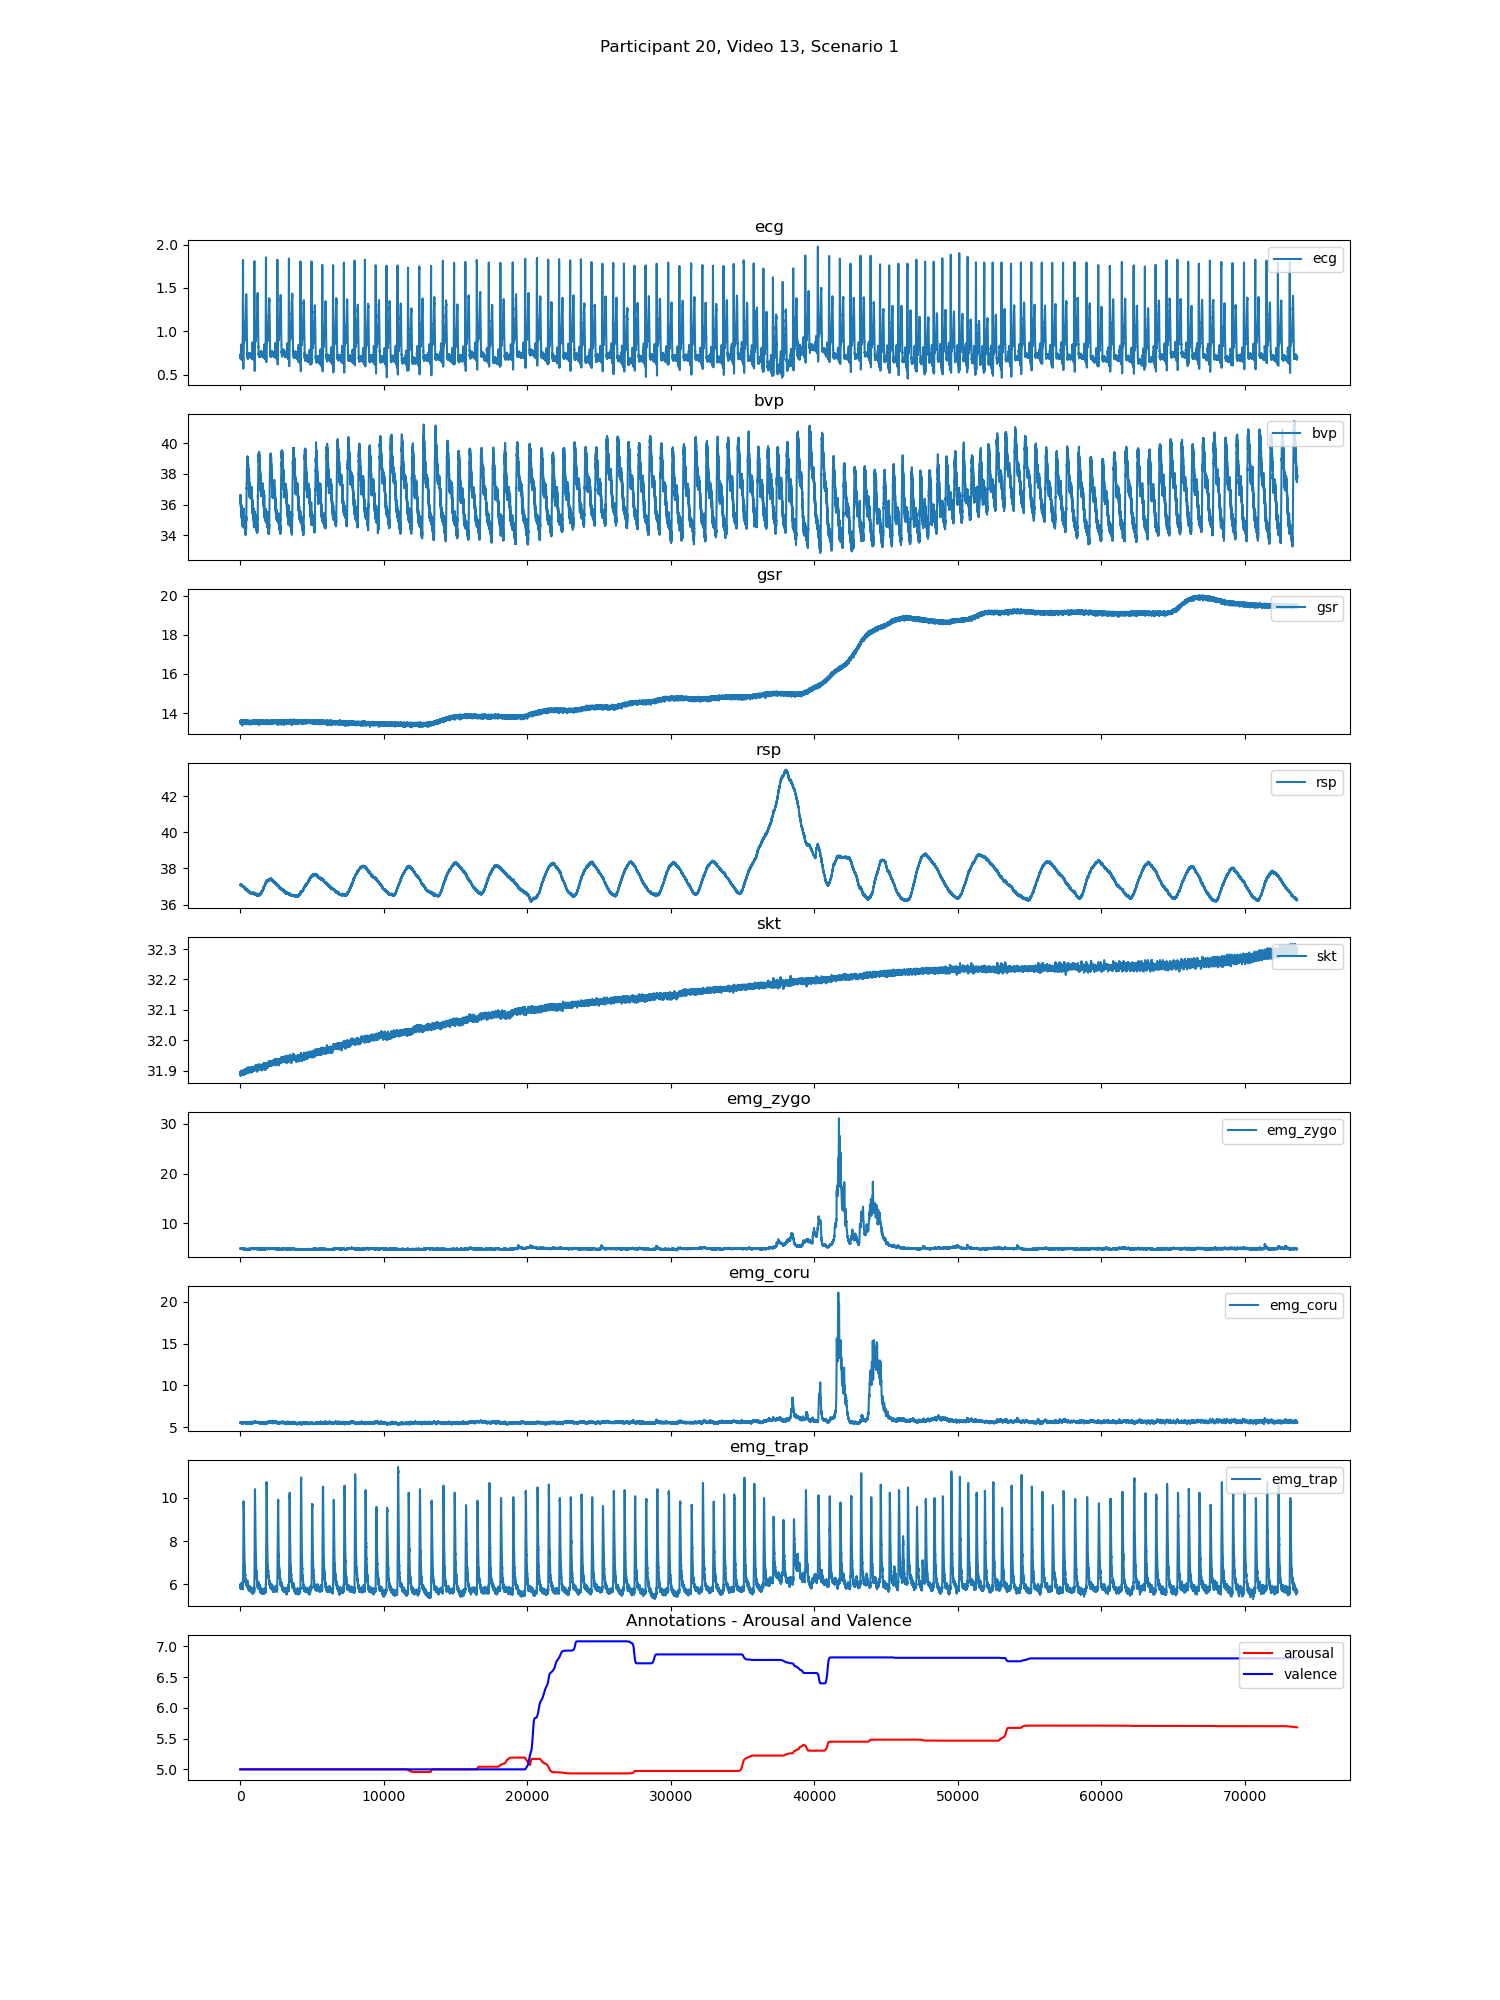 Participant 20, Video 13, Scenario 1
ecg
2.0
1.5
1.0
0.5
ecg
bvp
40
38
36
34
bvp
gsr
20
18
16
14
gsr
rsp
42
40
38
36
rsp
skt
32.3
32.2
32.1
32.0
31.9
skt
emg_zygo
30
20
10
emg_zygo
emg_coru
20
15
10
5
emg_coru
emg_trap
10
8
6
emg_trap
Annotations - Arousal and Valence
7.0
6.5
6.0
5.5
5.0
arousal
valence
0 10000 20000 30000 40000 50000 60000 70000